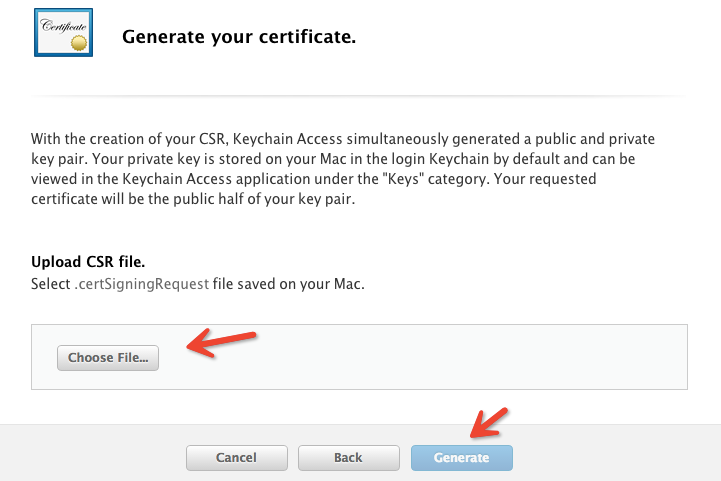 Certificate
Generate your certificate.
With the creation of your CSR, Keychain Access simultaneously generated a public and private
key pair. Your private key is stored on your Mac in the login Keychain by default and can be
viewed in the Keychain Access application under the "Keys" category. Your requested
certificate will be the public half of your key pair.
Upload CSR file.
Select .certSigningRequest file saved on your Mac.
Choose File...
Cancel
Back
Generate